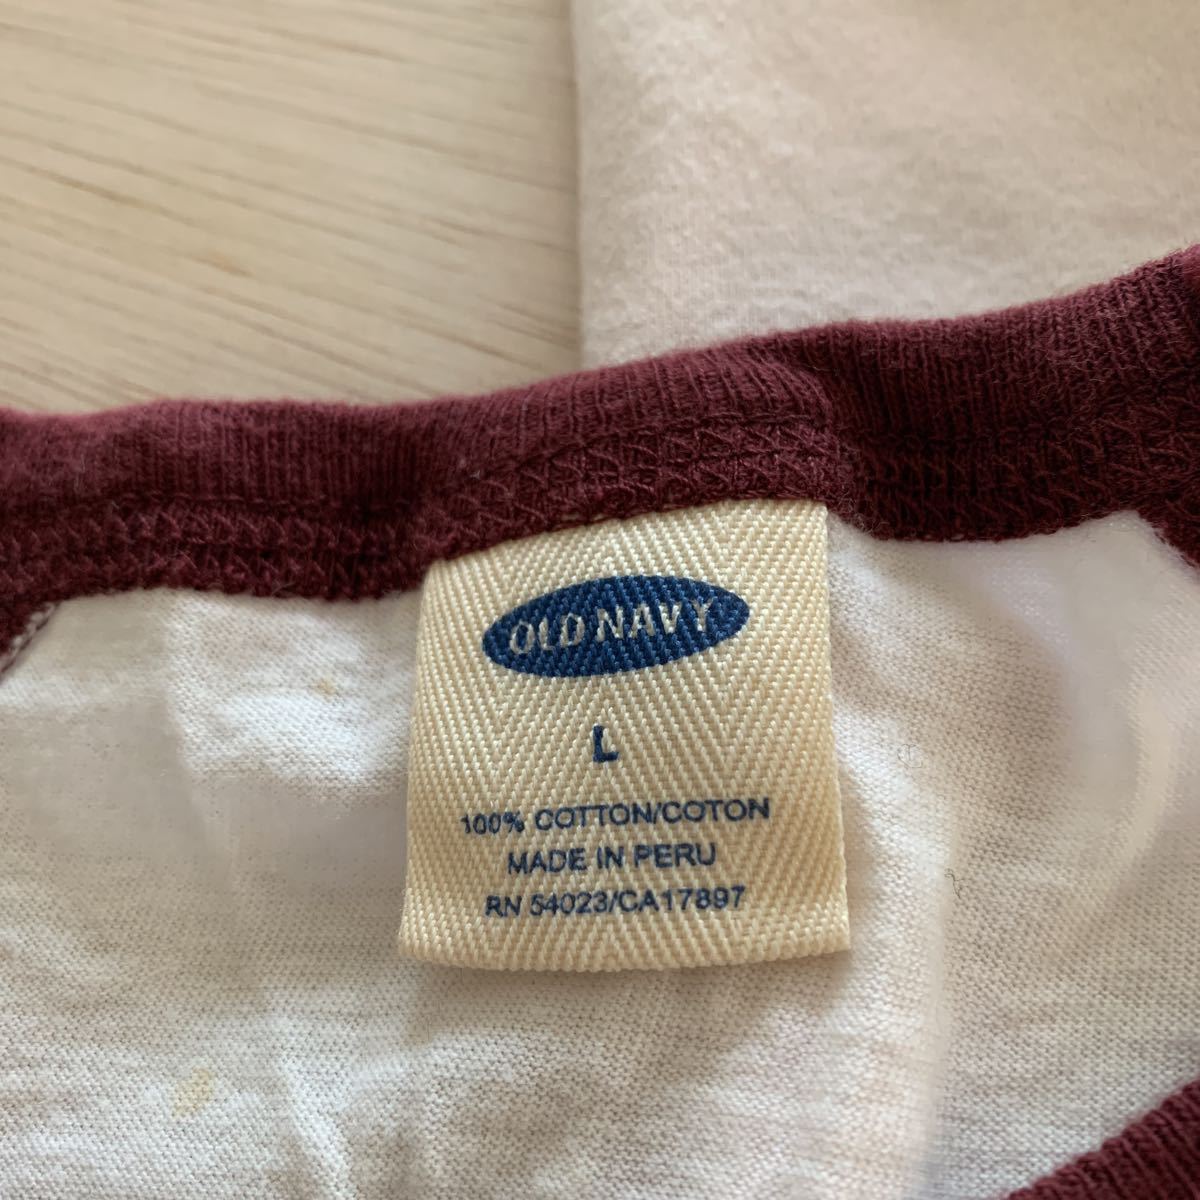 OLD NAVY
L
100% COTTON/COTON
MADE IN PERU
RN 54023/CA17897